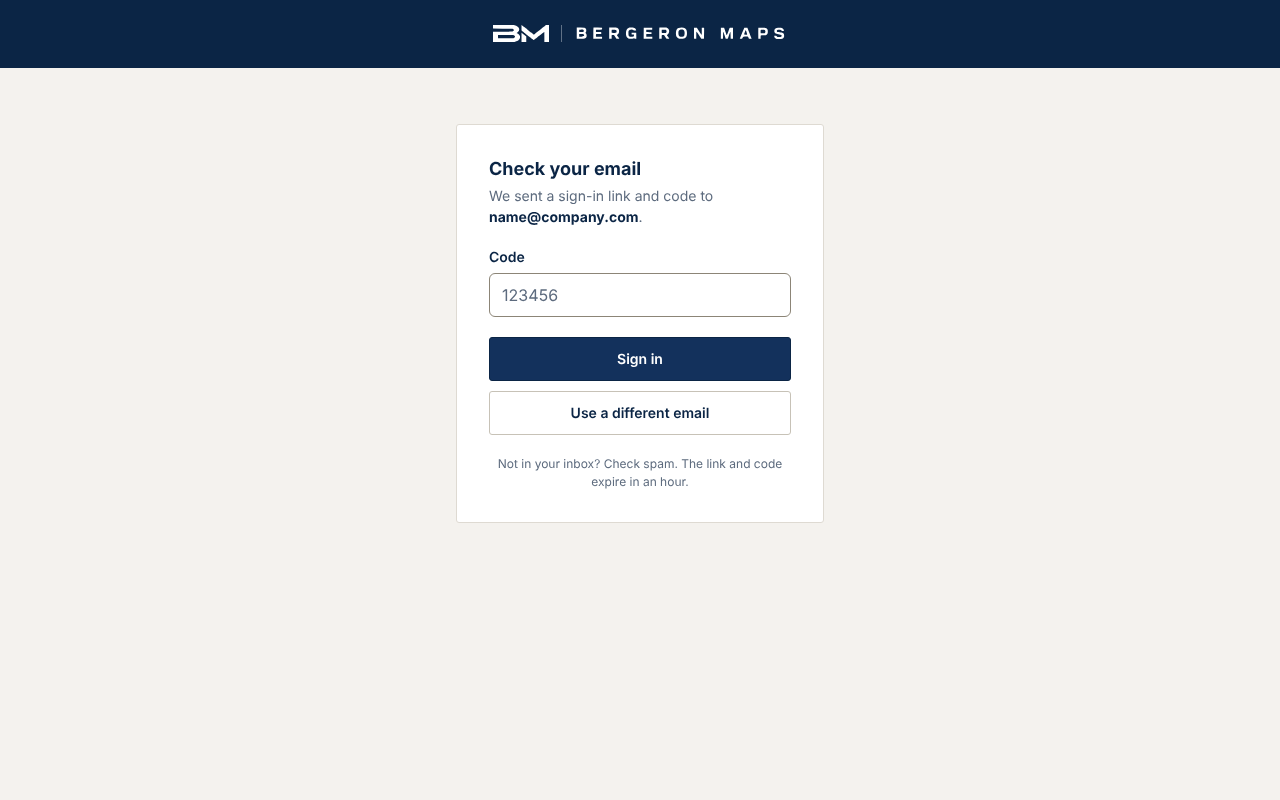 BM | BERGERON MAPS
Check your email
We sent a sign-in link and code to
name@company.com.
Code
123456
Sign in
Use a different email
Not in your inbox? Check spam. The link and code
expire in an hour.